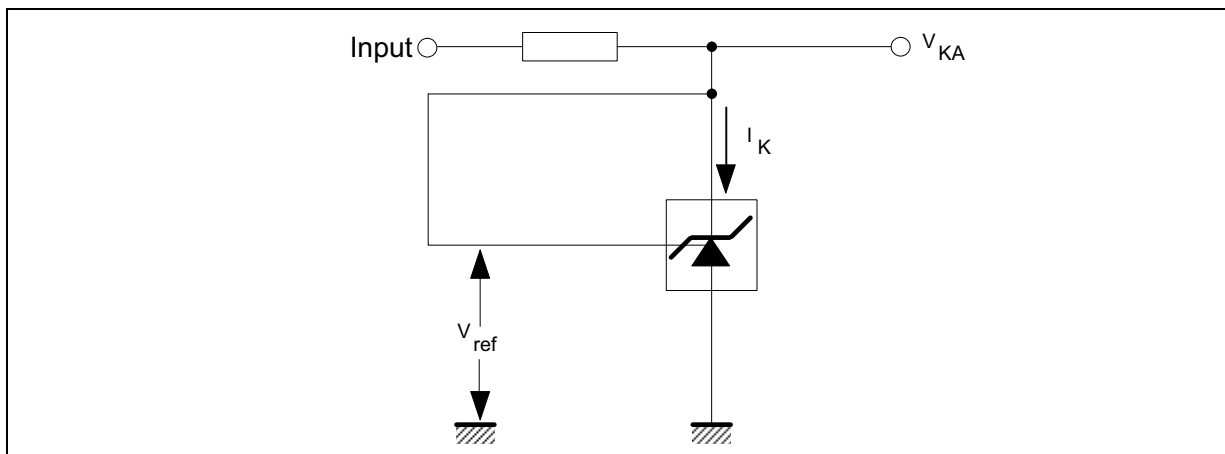 Input
V KA
I K
V ref